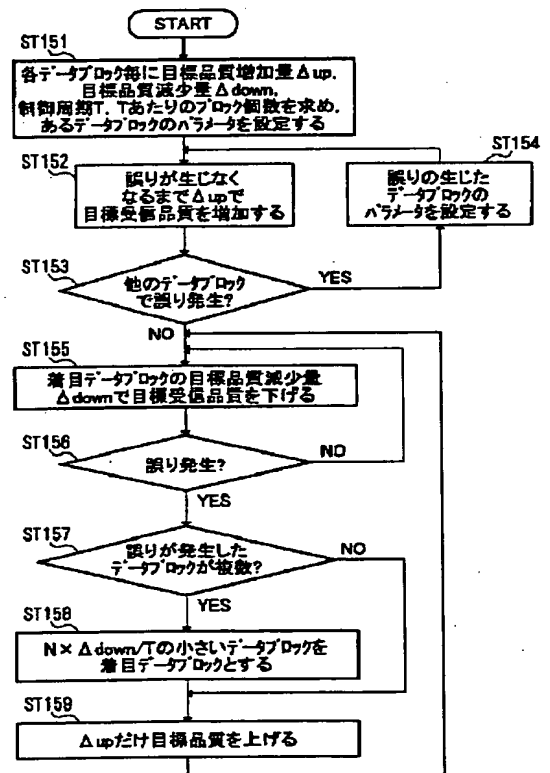 START
ST151
各データブロック毎に目標品質増加量Δup,
目標品質減少量Δdown,
制御周期T, Tあたりのブロック個数を求め,
あるデータブロックのパラメータを設定する
ST152
誤りが生じなく
なるまでΔupで
目標受信品質を増加する
ST154
誤りの生じた
データブロックの
パラメータを設定する
ST153
他のデータブロック
で誤り発生?
YES
NO
ST155
着目データブロックの目標品質減少量
Δdownで目標受信品質を下げる
ST156
誤り発生?
NO
YES
ST157
誤りが発生した
データブロックが複数?
NO
YES
ST158
N×Δdown/Tの小さいデータブロックを
着目データブロックとする
ST159
Δupだけ目標品質を上げる